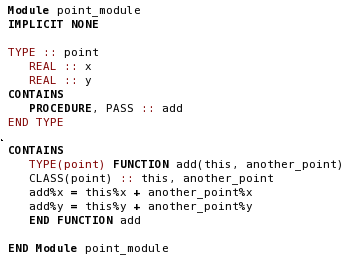 Module point_module
IMPLICIT NONE
TYPE :: point
REAL :: x
REAL :: y
CONTAINS
PROCEDURE, PASS :: add
END TYPE
CONTAINS
TYPE(point) FUNCTION add(this, another_point)
CLASS(point) :: this, another_point
add%x = this%x + another_point%x
add%y = this%y + another_point%y
END FUNCTION add
END Module point_module